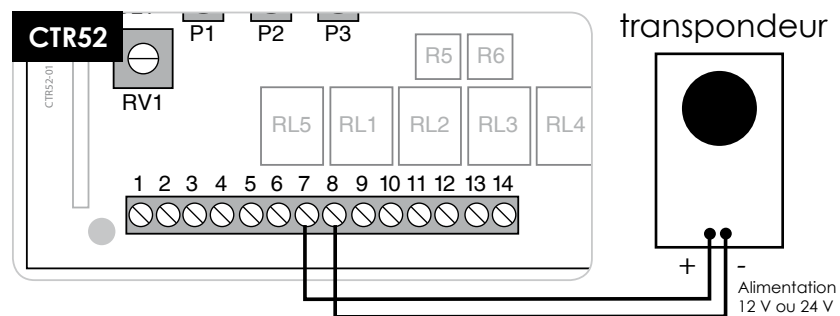 CTR52
transpondeur
P1 P2 P3
R5 R6
CTR52-01
RV1
RL5 RL1 RL2 RL3 RL4
1 2 3 4 5 6 7 8 9 10 11 12 13 14
+ -
Alimentation
12 V ou 24 V